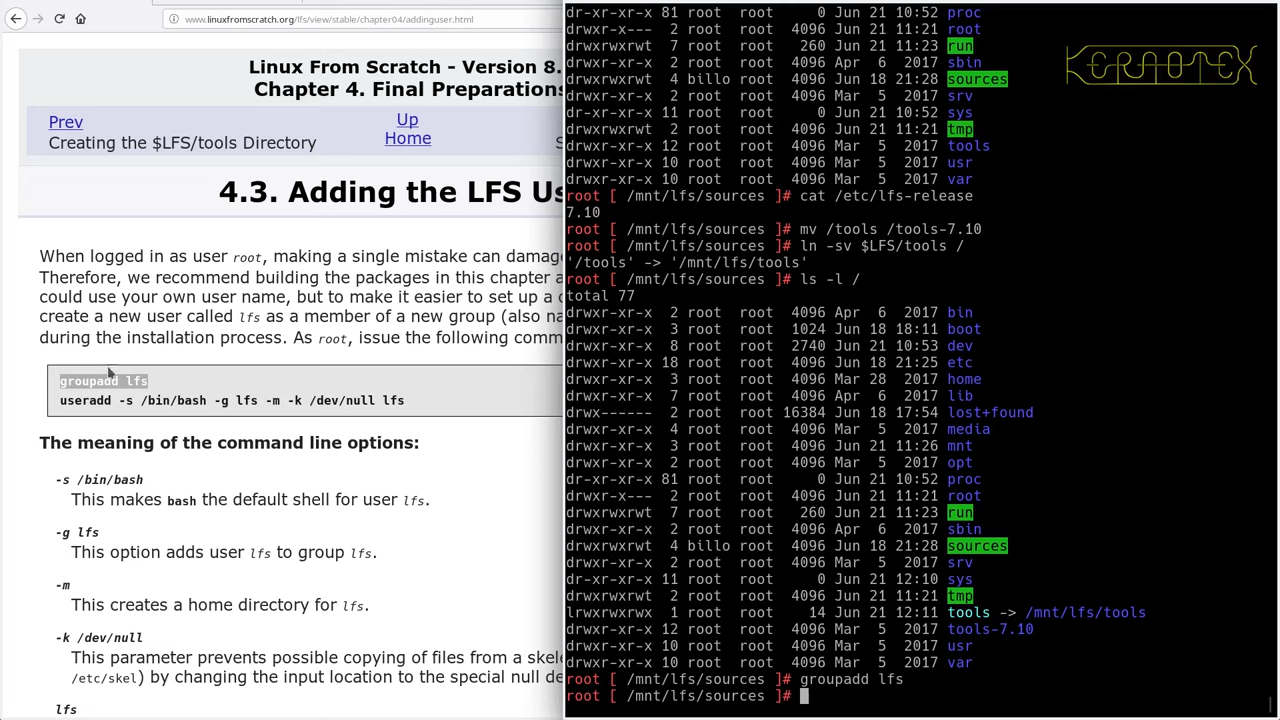 www.linuxfromscratch.org/lfs/view/stable/chapter04/addinguser.html
Linux From Scratch - Version 8.
Chapter 4. Final Preparations
Prev
Up
Creating the $LFS/tools Directory
Home
4.3. Adding the LFS Us
When logged in as user root, making a single mistake can damag
Therefore, we recommend building the packages in this chapter a
could use your own user name, but to make it easier to set up a c
create a new user called lfs as a member of a new group (also na
during the installation process. As root, issue the following comm
groupadd lfs
useradd -s /bin/bash -g lfs -m -k /dev/null lfs
The meaning of the command line options:
-s /bin/bash
This makes bash the default shell for user lfs.
-g lfs
This option adds user lfs to group lfs.
-m
This creates a home directory for lfs.
-k /dev/null
This parameter prevents possible copying of files from a skele
/etc/skel) by changing the input location to the special null de
lfs
dr-xr-xr-x 81 root root 0 Jun 21 10:52 proc
drwxr-x--- 2 root root 4096 Jun 21 11:21 root
drwxrwxrwt 7 root root 260 Jun 21 11:23 run
drwxr-xr-x 2 root root 4096 Apr 6 2017 sbin
drwxrwxrwt 4 billo root 4096 Jun 18 21:28 sources
drwxr-xr-x 2 root root 4096 Mar 5 2017 srv
dr-xr-xr-x 11 root root 0 Jun 21 10:52 sys
drwxrwxrwt 2 root root 4096 Jun 21 11:21 tmp
drwxr-xr-x 12 root root 4096 Mar 5 2017 tools
drwxr-xr-x 10 root root 4096 Mar 5 2017 usr
drwxr-xr-x 10 root root 4096 Mar 5 2017 var
root [ /mnt/lfs/sources ]# cat /etc/lfs-release
7.10
root [ /mnt/lfs/sources ]# mv /tools /tools-7.10
root [ /mnt/lfs/sources ]# ln -sv $LFS/tools /
'/tools' -> '/mnt/lfs/tools'
root [ /mnt/lfs/sources ]# ls -l /
total 77
drwxr-xr-x 2 root root 4096 Apr 6 2017 bin
drwxr-xr-x 3 root root 1024 Jun 18 18:11 boot
drwxr-xr-x 8 root root 2740 Jun 21 10:53 dev
drwxr-xr-x 18 root root 4096 Jun 18 21:25 etc
drwxr-xr-x 3 root root 4096 Mar 28 2017 home
drwxr-xr-x 7 root root 4096 Apr 6 2017 lib
drwx------ 2 root root 16384 Jun 18 17:54 lost+found
drwxr-xr-x 4 root root 4096 Mar 5 2017 media
drwxr-xr-x 3 root root 4096 Jun 21 11:26 mnt
drwxr-xr-x 2 root root 4096 Mar 5 2017 opt
dr-xr-xr-x 81 root root 0 Jun 21 10:52 proc
drwxr-x--- 2 root root 4096 Jun 21 11:21 root
drwxrwxrwt 7 root root 260 Jun 21 11:23 run
drwxr-xr-x 2 root root 4096 Apr 6 2017 sbin
drwxrwxrwt 4 billo root 4096 Jun 18 21:28 sources
drwxr-xr-x 2 root root 4096 Mar 5 2017 srv
dr-xr-xr-x 11 root root 0 Jun 21 12:10 sys
drwxrwxrwt 2 root root 4096 Jun 21 11:21 tmp
lrwxrwxrwx 1 root root 14 Jun 21 12:11 tools -> /mnt/lfs/tools
drwxr-xr-x 12 root root 4096 Mar 5 2017 tools-7.10
drwxr-xr-x 10 root root 4096 Mar 5 2017 usr
drwxr-xr-x 10 root root 4096 Mar 5 2017 var
root [ /mnt/lfs/sources ]# groupadd lfs
root [ /mnt/lfs/sources ]#